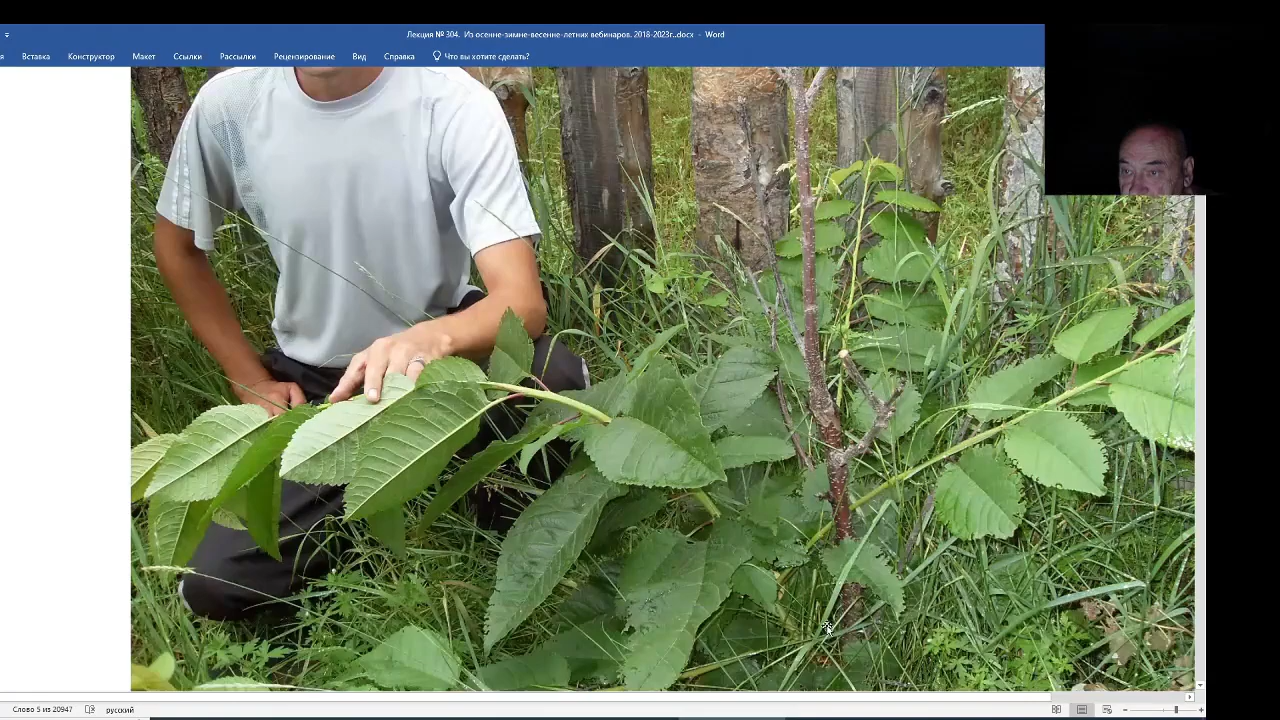 Лекция № 304. Из осенне-зимне-весенне-летних вебинаров. 2018-2023г..docx - Word
я Вставка Конструктор Макет Ссылки Рассылки Рецензирование Вид Справка Что вы хотите сделать?
Слово 5 из 20947 русский